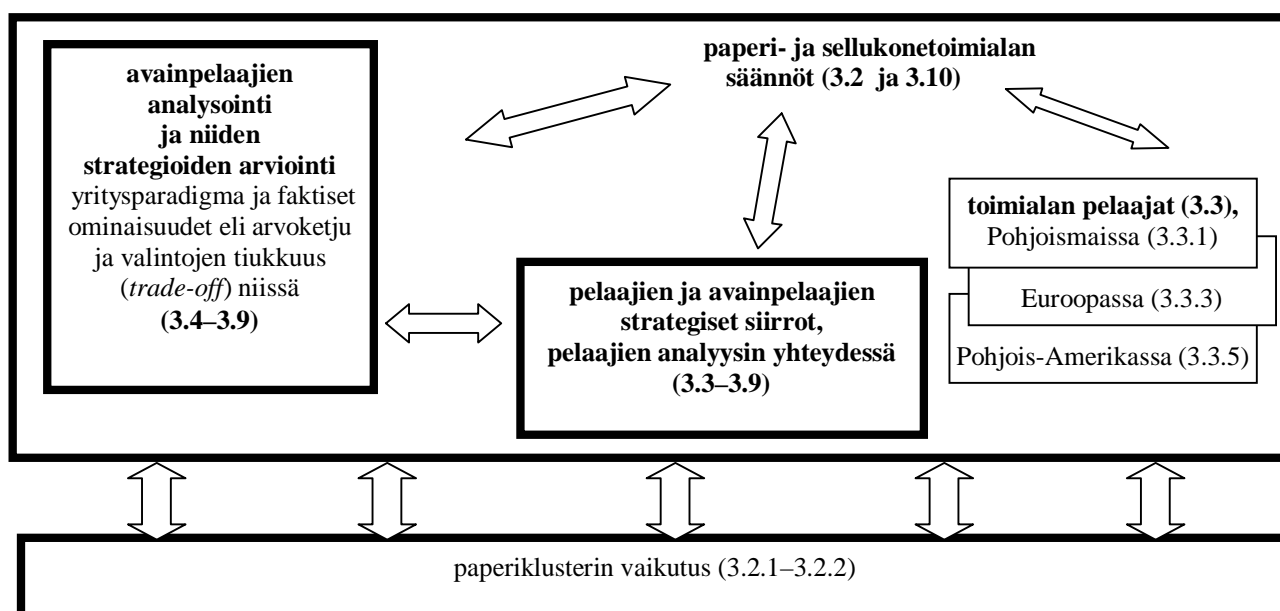 avainpelaajien
analysointi
ja niiden
strategioiden arviointi
yritysparadigma ja faktiset
ominaisuudet eli arvoketju
ja valintojen tiukkuus
(trade-off) niissä
(3.4–3.9)
paperi- ja sellukonetoimialan
säännöt (3.2 ja 3.10)
pelaajien ja avainpelaajien
strategiset siirrot,
pelaajien analyysin yhteydessä
(3.3–3.9)
toimialan pelaajat (3.3),
Pohjoismaissa (3.3.1)
Euroopassa (3.3.3)
Pohjois-Amerikassa (3.3.5)
paperiklusterin vaikutus (3.2.1–3.2.2)